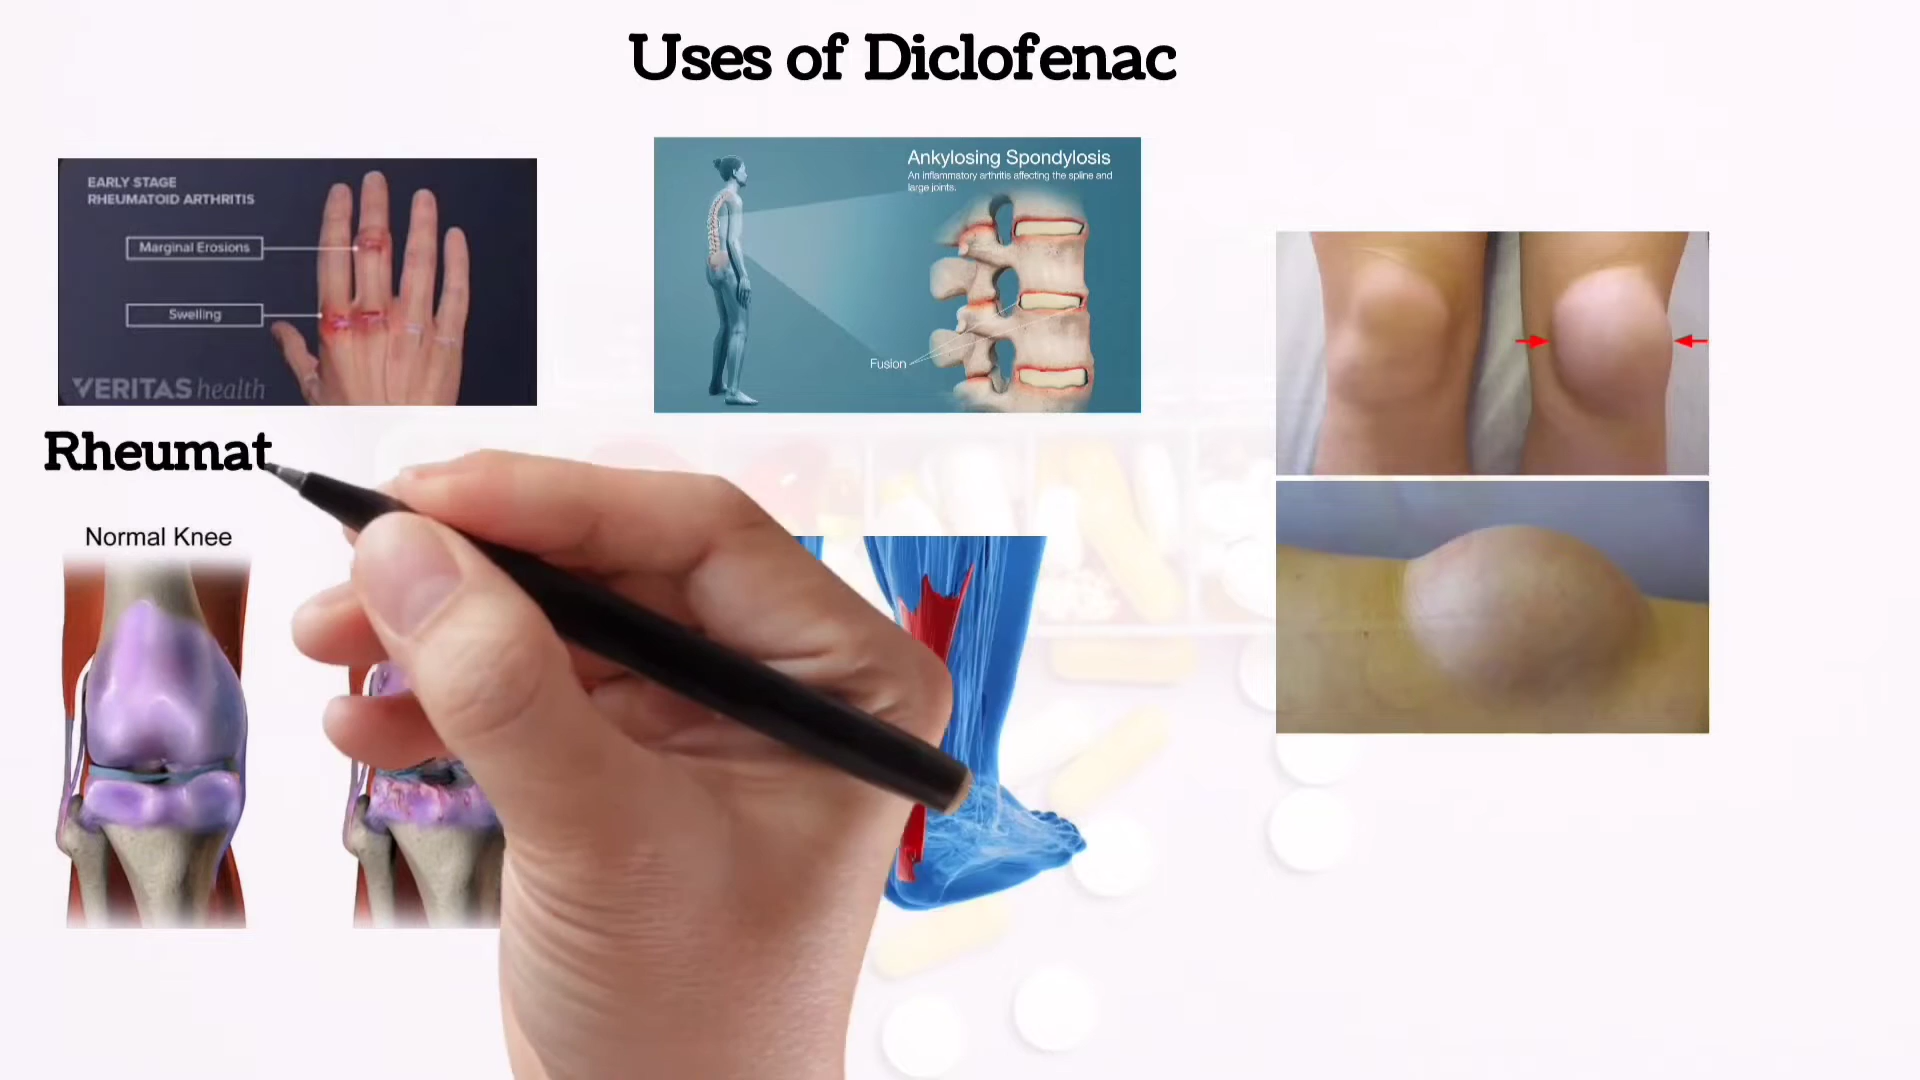 Uses of Diclofenac
EARLY STAGE
RHEUMATOID ARTHRITIS
Marginal Erosions
Swelling
VERITAS health
Ankylosing Spondylosis
An inflammatory arthritis affecting the spline and
large joints.
Fusion
Rheumat
Normal Knee